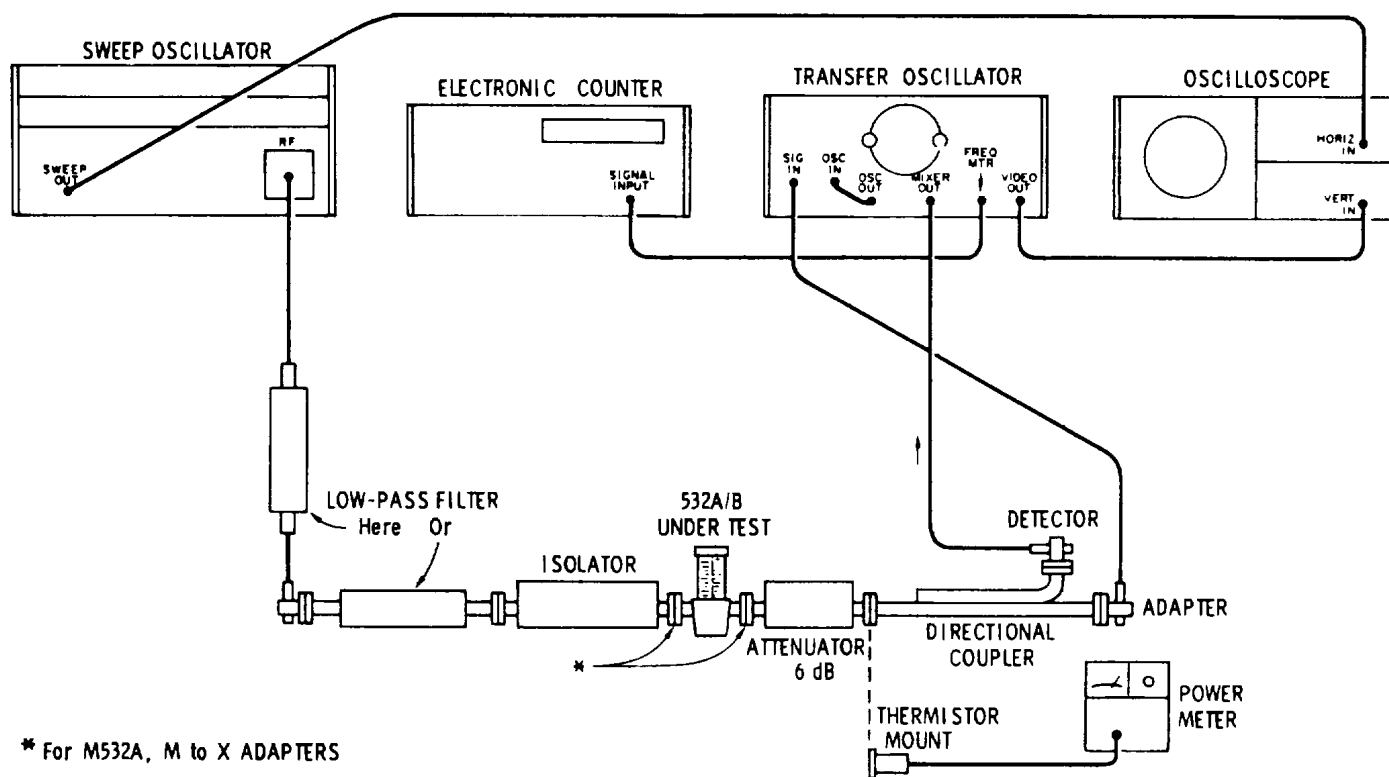 SWEEP OSCILLATOR
ELECTRONIC COUNTER
TRANSFER OSCILLATOR
OSCILLOSCOPE
SWEEP
OUT
RF
SIGNAL
INPUT
SIG
IN
OSC
IN
OSC
OUT
MIXER
OUT
FREQ
MTR
VIDEO
OUT
HORIZ
IN
VERT
IN
LOW-PASS FILTER
Here Or
532A/B
UNDER TEST
DETECTOR
ISOLATOR
ADAPTER
*
ATTENUATOR
6 dB
DIRECTIONAL
COUPLER
THERMISTOR
MOUNT
POWER
METER
* For M532A, M to X ADAPTERS